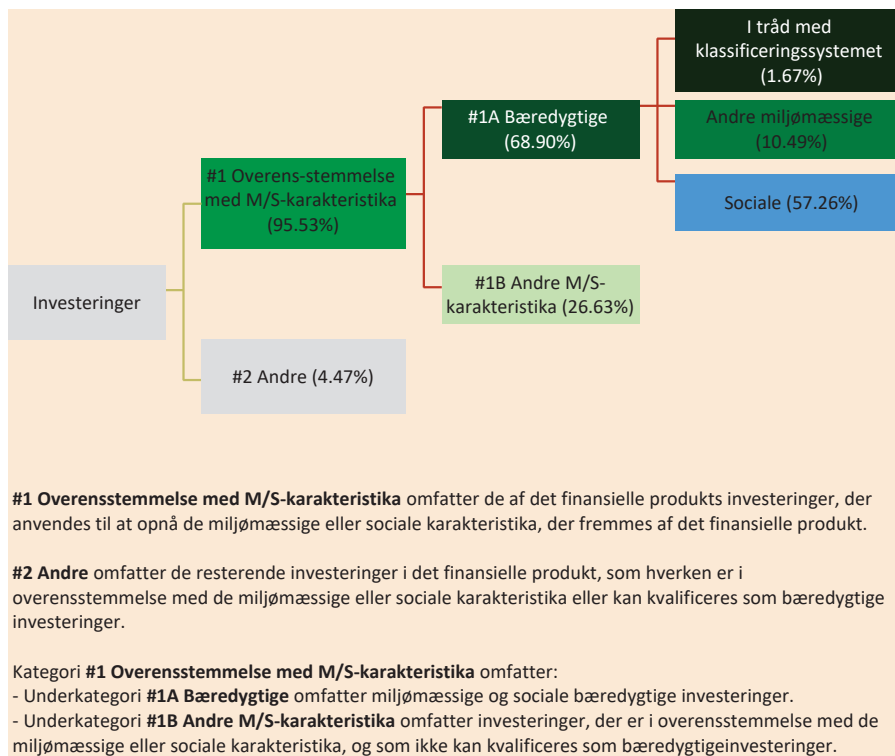 I tråd med
klassificeringssystemet
(1.67%)
#1A Bæredygtige
(68.90%)
Andre miljømæssige
(10.49%)
#1 Overens-stemmelse
med M/S-karakteristika
(95.53%)
Sociale (57.26%)
Investeringer
#1B Andre M/S-
karakteristika (26.63%)
#2 Andre (4.47%)
#1 Overensstemmelse med M/S-karakteristika omfatter de af det finansielle produkts investeringer, der
anvendes til at opnå de miljømæssige eller sociale karakteristika, der fremmes af det finansielle produkt.
#2 Andre omfatter de resterende investeringer i det finansielle produkt, som hverken er i
overensstemmelse med de miljømæssige eller sociale karakteristika eller kan kvalificeres som bæredygtige
investeringer.
Kategori #1 Overensstemmelse med M/S-karakteristika omfatter:
- Underkategori #1A Bæredygtige omfatter miljømæssige og sociale bæredygtige investeringer.
- Underkategori #1B Andre M/S-karakteristika omfatter investeringer, der er i overensstemmelse med de
miljømæssige eller sociale karakteristika, og som ikke kan kvalificeres som bæredygtigeinvesteringer.